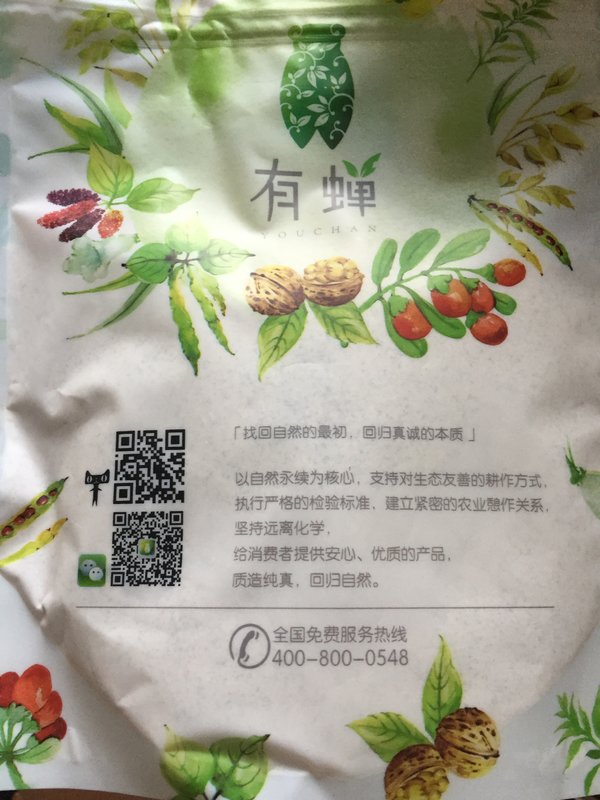 有蝉
YOUCHAN
「找回自然的最初，回归真诚的本质」
以自然永续为核心，支持对生态友善的耕作方式，
执行严格的检验标准，建立紧密的农业憩作关系，
坚持远离化学，
给消费者提供安心、优质的产品，
质造纯真，回归自然。
全国免费服务热线
400-800-0548